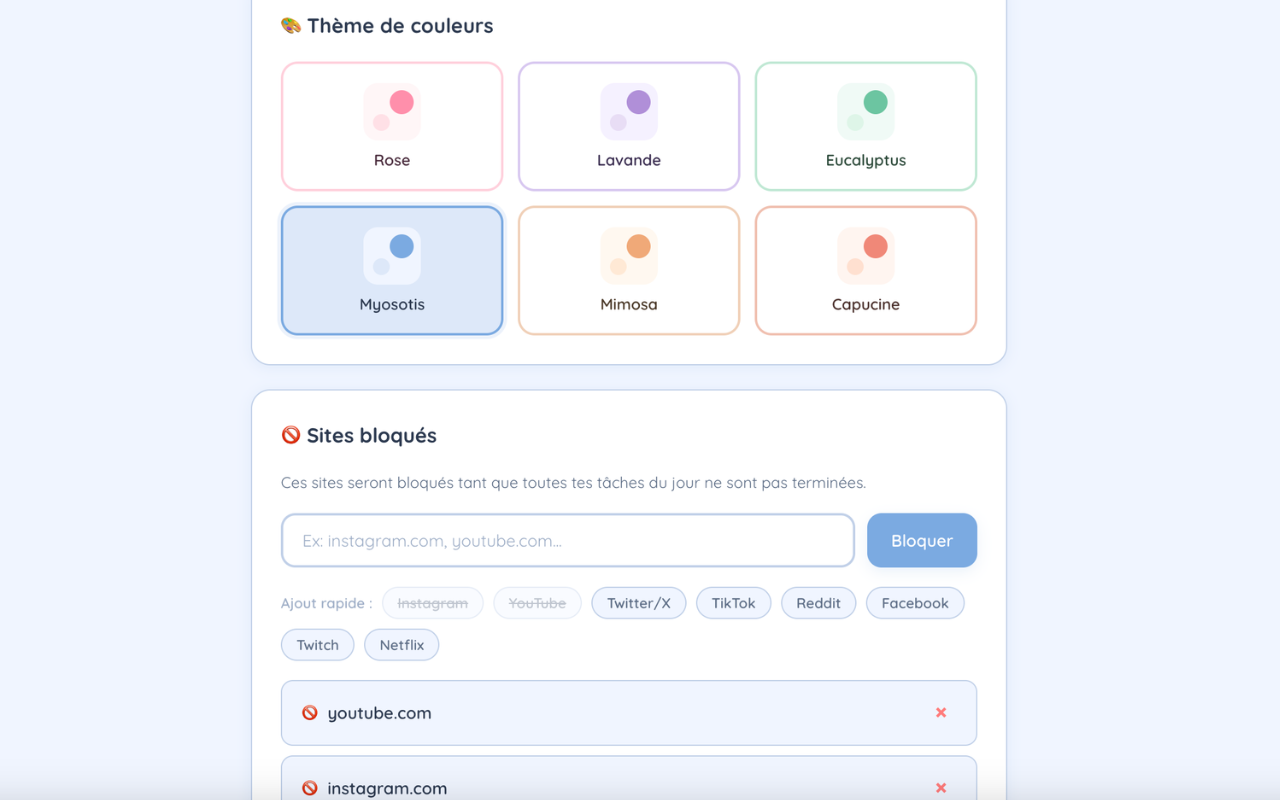 🎨 Thème de couleurs
Rose
Lavande
Eucalyptus
Myosotis
Mimosa
Capucine
🚫 Sites bloqués
Ces sites seront bloqués tant que toutes tes tâches du jour ne sont pas terminées.
Ex: instagram.com, youtube.com...
Bloquer
Ajout rapide : Instagram YouTube Twitter/X TikTok Reddit Facebook
Twitch Netflix
🚫 youtube.com ×
🚫 instagram.com ×